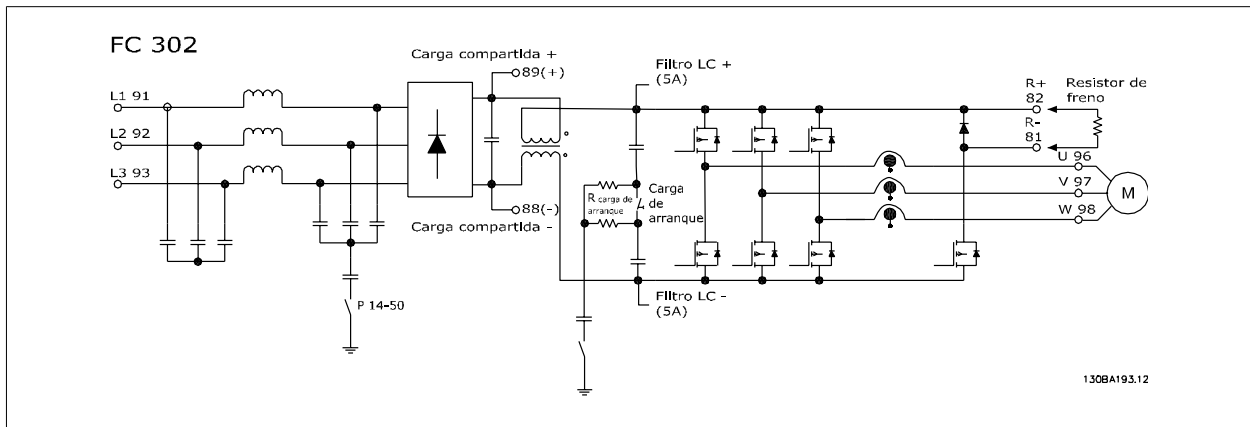 FC 302
Carga compartida +
89(+)
Filtro LC +
(5A)
R+
82
Resistor de
freno
R-
81
L1 91
L2 92
L3 93
U 96
V 97
W 98
M
R carga de
arranque
Carga
de
arranque
88(-)
Carga compartida -
Filtro LC -
(5A)
P 14-50
130BA193.12